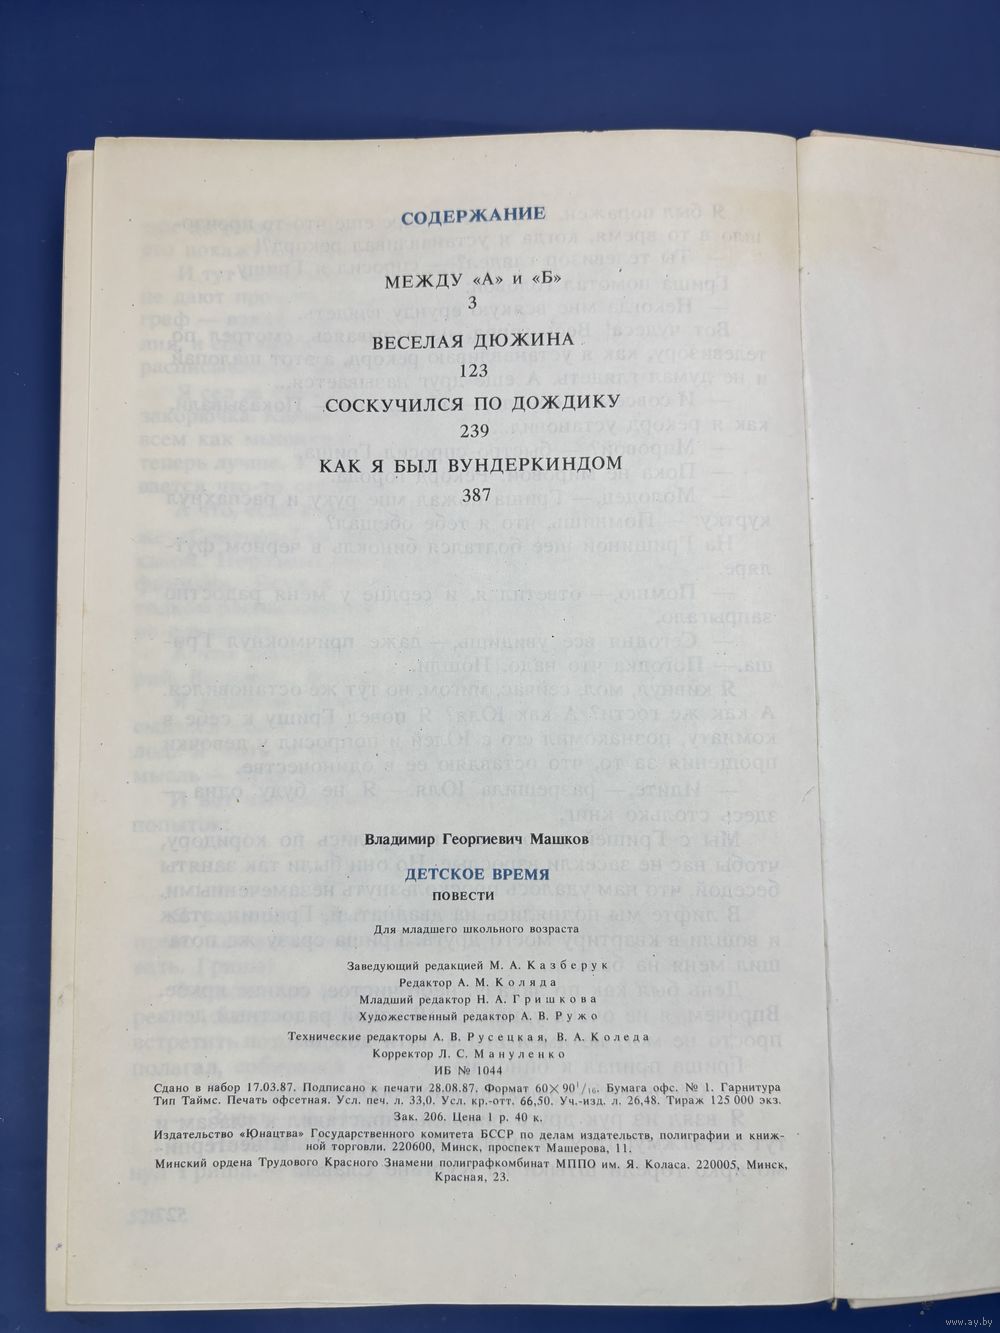 СОДЕРЖАНИЕ
МЕЖДУ «А» и «Б»
3
ВЕСЕЛАЯ ДЮЖИНА
123
СОСКУЧИЛСЯ ПО ДОЖДИКУ
239
КАК Я БЫЛ ВУНДЕРКИНДОМ
387
Владимир Георгиевич Машков
ДЕТСКОЕ ВРЕМЯ
ПОВЕСТИ
Для младшего школьного возраста
Заведующий редакцией М. А. Казберук
Редактор А. М. Коляда
Младший редактор Н. А. Гришкова
Художественный редактор А. В. Ружо
Технические редакторы А. В. Русецкая, В. А. Коледа
Корректор Л. С. Мануленко
ИБ № 1044
Сдано в набор 17.03.87. Подписано к печати 28.08.87. Формат 60×90¹/₁₆. Бумага офс. № 1. Гарнитура
Тип Таймс. Печать офсетная. Усл. печ. л. 33,0. Усл. кр.-отт. 66,50. Уч.-изд. л. 26,48. Тираж 125 000 экз.
Зак. 206. Цена 1 р. 40 к.
Издательство «Юнацтва» Государственного комитета БССР по делам издательств, полиграфии и книж-
ной торговли. 220600, Минск, проспект Машерова, 11.
Минский ордена Трудового Красного Знамени полиграфкомбинат МППО им. Я. Коласа. 220005, Минск,
Красная, 23.
www.ay.by